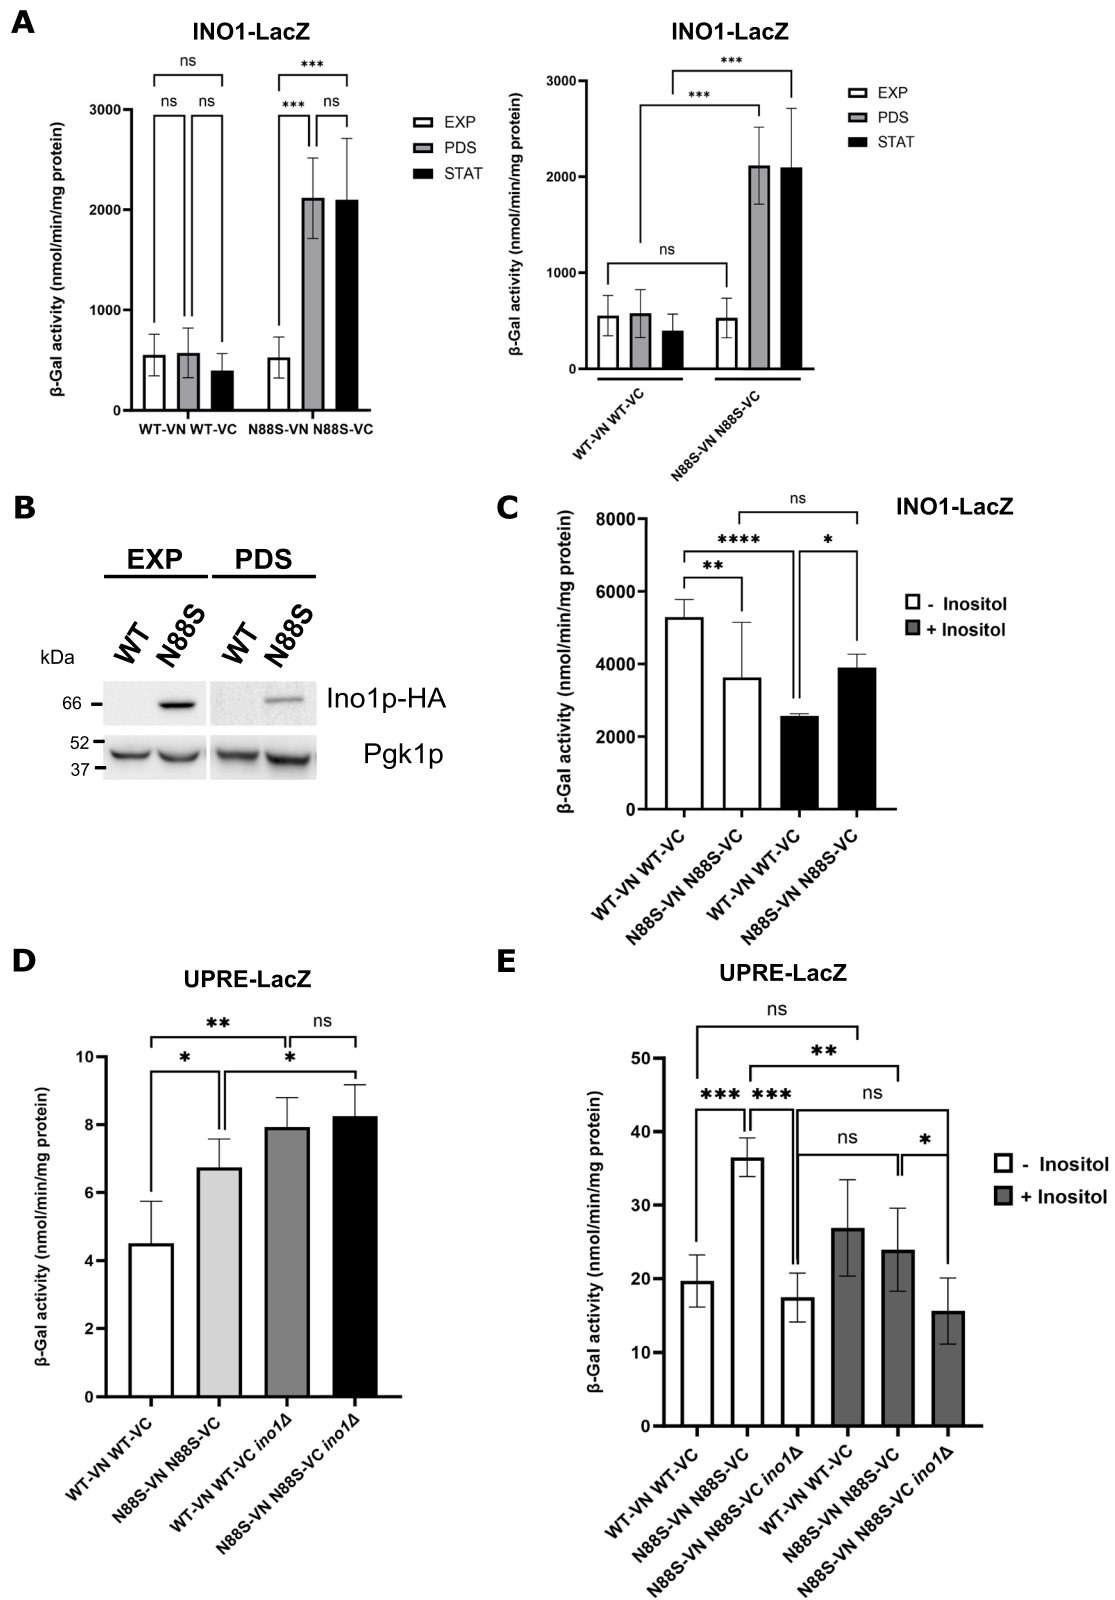 A
INO1-LacZ
ns
***
ns
ns
***
ns
3000
2000
1000
0
β-Gal activity (nmol/min/mg protein)
EXP
PDS
STAT
WT-VN WT-VC
N88S-VN N88S-VC
INO1-LacZ
***
***
ns
3000
2000
1000
0
β-Gal activity (nmol/min/mg protein)
EXP
PDS
STAT
WT-VN WT-VC
N88S-VN N88S-VC
B
EXP
PDS
WT
N88S
WT
N88S
kDa
66
52
37
Ino1p-HA
Pgk1p
C
INO1-LacZ
ns
****
*
**
8000
6000
4000
2000
0
β-Gal activity (nmol/min/mg protein)
- Inositol
+ Inositol
WT-VN WT-VC
N88S-VN N88S-VC
WT-VN WT-VC
N88S-VN N88S-VC
D
UPRE-LacZ
**
ns
*
*
10
8
6
4
2
0
β-Gal activity (nmol/min/mg protein)
WT-VN WT-VC
N88S-VN N88S-VC
WT-VN WT-VC ino1Δ
N88S-VN N88S-VC ino1Δ
E
UPRE-LacZ
ns
**
***
***
ns
ns
*
50
40
30
20
10
0
β-Gal activity (nmol/min/mg protein)
- Inositol
+ Inositol
WT-VN WT-VC
N88S-VN N88S-VC
N88S-VN N88S-VC ino1Δ
WT-VN WT-VC
N88S-VN N88S-VC
N88S-VN N88S-VC ino1Δ